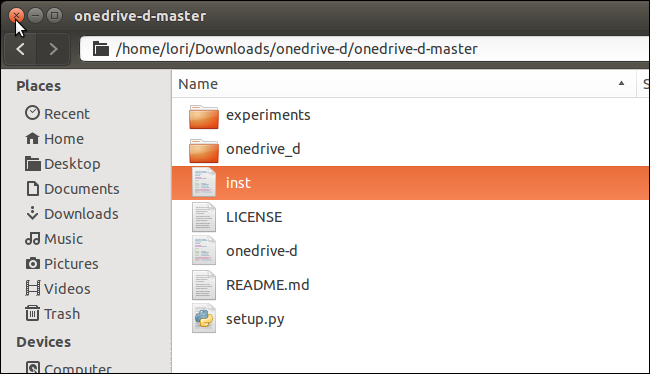 onedrive-d-master
/home/lori/Downloads/onedrive-d/onedrive-d-master
Places
Recent
Home
Desktop
Documents
Downloads
Music
Pictures
Videos
Trash
Devices
Computer
Name
experiments
onedrive_d
inst
LICENSE
onedrive-d
README.md
setup.py